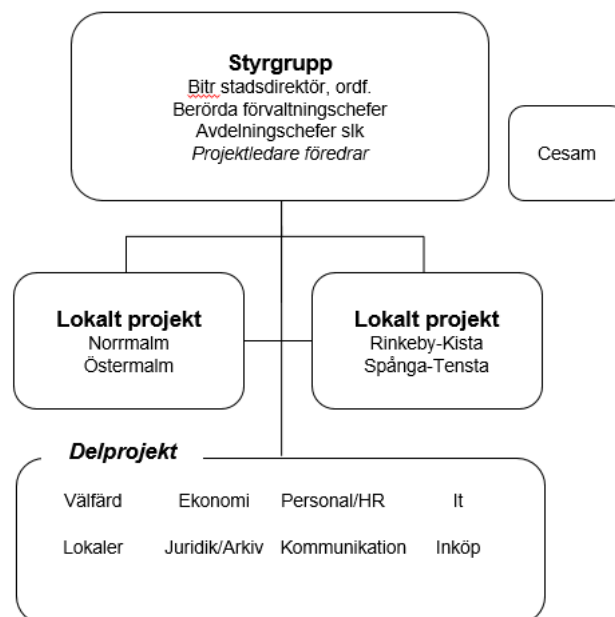 Styrgrupp
Bitr stadsdirektör, ordf.
Berörda förvaltningschefer
Avdelningschefer slk
Projektledare föredrar
Cesam
Lokalt projekt
Norrmalm
Östermalm
Lokalt projekt
Rinkeby-Kista
Spånga-Tensta
Delprojekt
Välfärd Ekonomi Personal/HR It
Lokaler Juridik/Arkiv Kommunikation Inköp